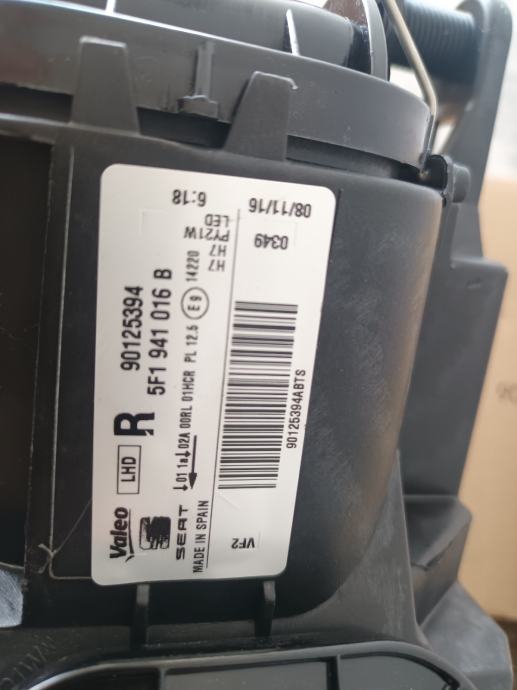 Valeo
LHD
R
90125394
5F1 941 016 B
SEAT
↓01 1a↓02A 00RL 01HCR PL 12.5 E9 14220
MADE IN SPAIN
H7
H7
PY21W
LED
6:18
90125394ABTS
VF2
0349
08/11/16